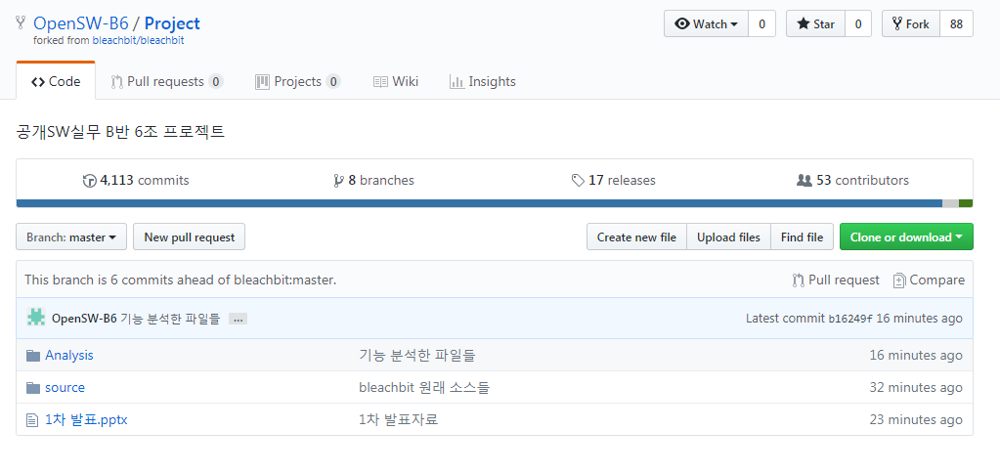 OpenSW-B6 / Project
forked from bleachbit/bleachbit
Watch 0 Star 0 Fork 88
Code Pull requests 0 Projects 0 Wiki Insights
공개SW실무 B반 6조 프로젝트
4,113 commits 8 branches 17 releases 53 contributors
Branch: master New pull request Create new file Upload files Find file Clone or download
This branch is 6 commits ahead of bleachbit:master. Pull request Compare
OpenSW-B6 기능 분석한 파일들 ... Latest commit b16249f 16 minutes ago
Analysis 기능 분석한 파일들 16 minutes ago
source bleachbit 원래 소스들 32 minutes ago
1차 발표.pptx 1차 발표자료 23 minutes ago